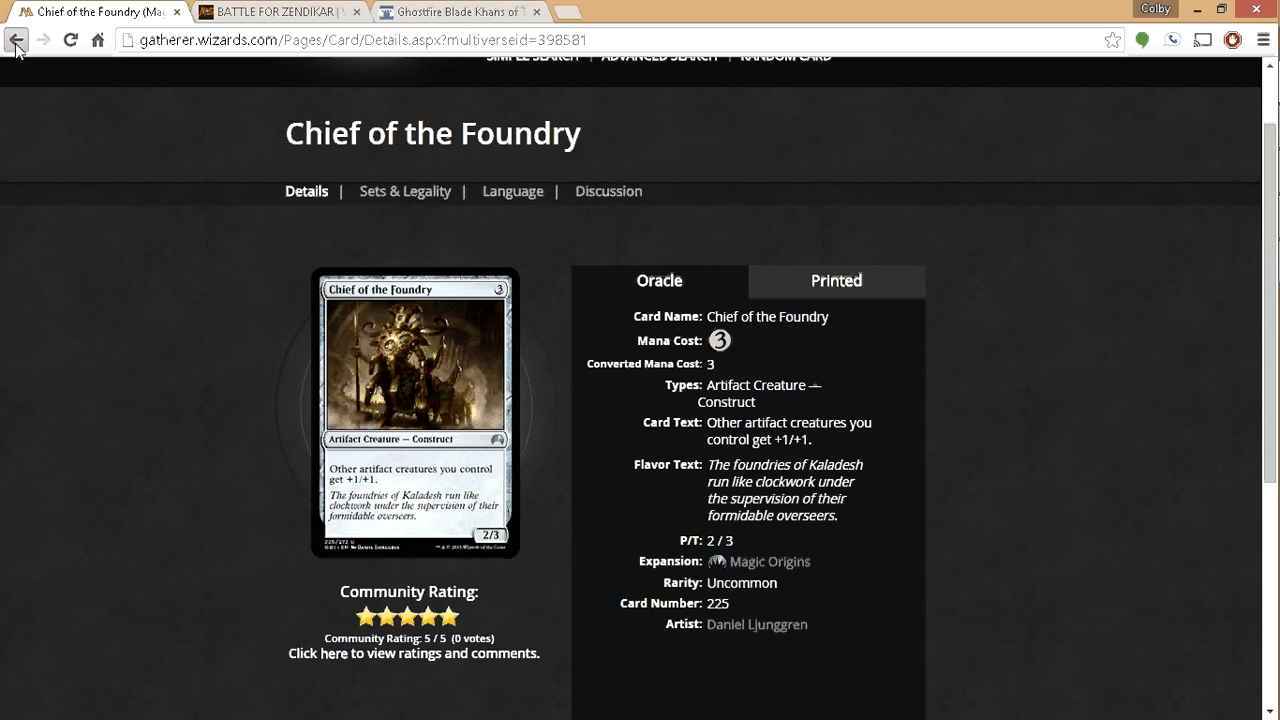 Chief of the Foundry (Ma
BATTLE FOR ZENDIKAR |
Ghostfire Blade Khans of T
Colby
gatherer.wizards.com/Pages/Card/Details.aspx?multiverseid=398581
SIMPLE SEARCH | ADVANCED SEARCH | RANDOM CARD
Chief of the Foundry
Details | Sets & Legality | Language | Discussion
Chief of the Foundry 3
Artifact Creature — Construct
Other artifact creatures you control
get +1/+1.
The foundries of Kaladesh run like
clockwork under the supervision of their
formidable overseers.
2/3
225/272 U
Daniel Ljunggren
Community Rating:
Community Rating: 5 / 5 (0 votes)
Click here to view ratings and comments.
Oracle
Printed
Card Name: Chief of the Foundry
Mana Cost: 3
Converted Mana Cost: 3
Types: Artifact Creature —
Construct
Card Text: Other artifact creatures you
control get +1/+1.
Flavor Text: The foundries of Kaladesh
run like clockwork under
the supervision of their
formidable overseers.
P/T: 2 / 3
Expansion: Magic Origins
Rarity: Uncommon
Card Number: 225
Artist: Daniel Ljunggren